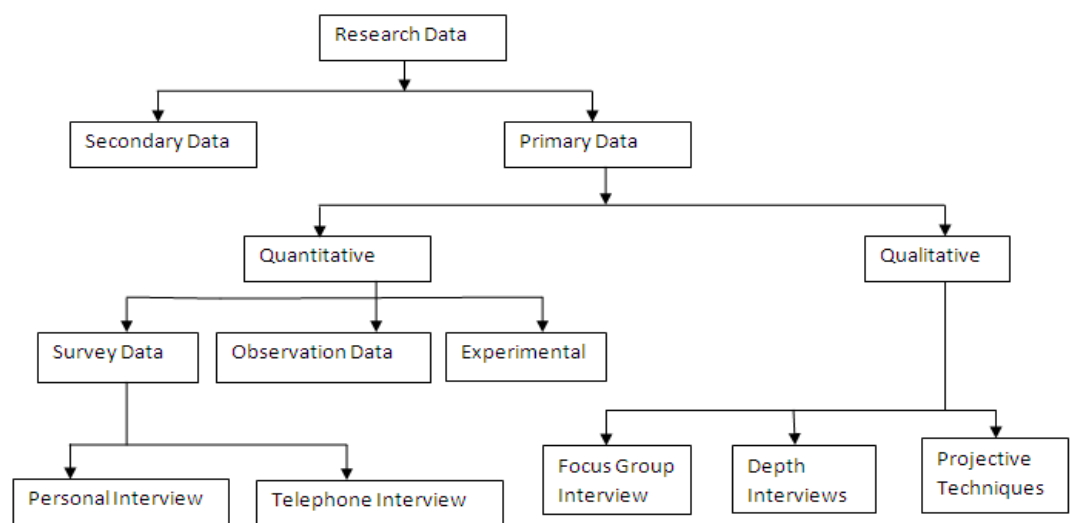 Research Data
Secondary Data
Primary Data
Quantitative
Qualitative
Survey Data
Observation Data
Experimental
Personal Interview
Telephone Interview
Focus Group
Interview
Depth
Interviews
Projective
Techniques